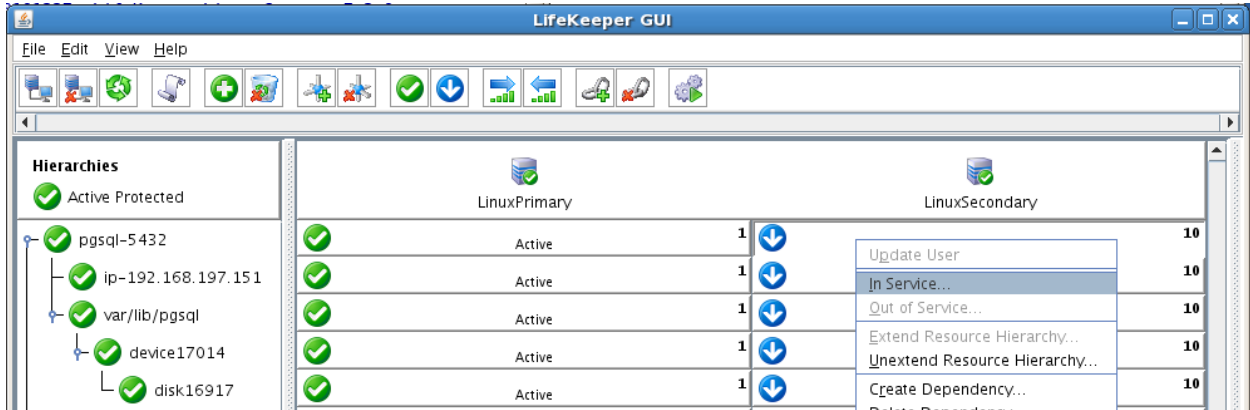 LifeKeeper GUI
File Edit View Help
Hierarchies
Active Protected
LinuxPrimary
LinuxSecondary
pgsql-5432
Active 1
10
ip-192.168.197.151
Active 1
10
var/lib/pgsql
Active 1
10
device17014
Active 1
10
disk16917
Active 1
10
Update User
In Service...
Out of Service...
Extend Resource Hierarchy...
Unextend Resource Hierarchy...
Create Dependency...
Delete Dependency